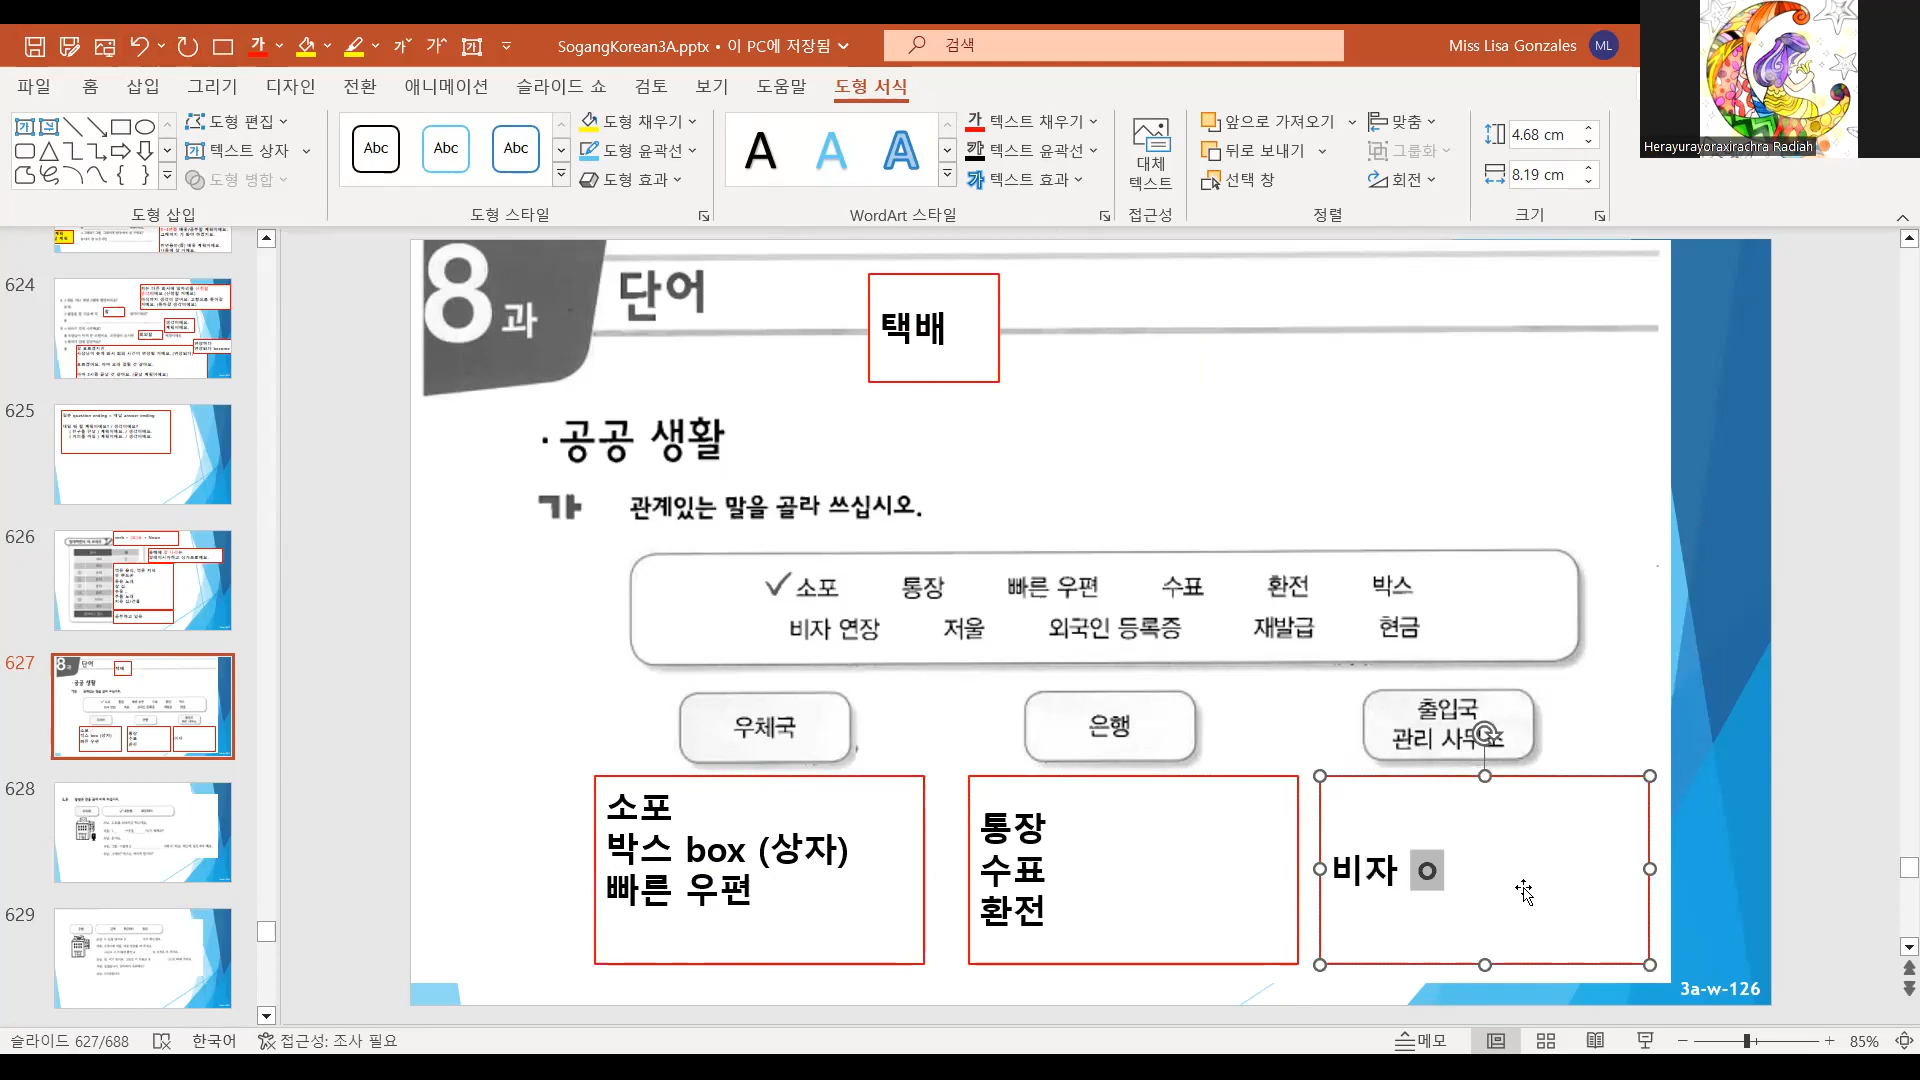 SogangKorean3A.pptx • 이 PC에 저장됨
검색
Miss Lisa Gonzales
ML
Herayurayoraxirachra Radiah
파일 홈 삽입 그리기 디자인 전환 애니메이션 슬라이드 쇼 검토 보기 도움말 도형 서식
도형 편집
텍스트 상자
도형 병합
도형 삽입
Abc Abc Abc
도형 채우기
도형 윤곽선
도형 효과
도형 스타일
A A A
텍스트 채우기
텍스트 윤곽선
텍스트 효과
WordArt 스타일
대체
텍스트
접근성
앞으로 가져오기
뒤로 보내기
선택 창
맞춤
그룹화
회전
정렬
4.68 cm
8.19 cm
크기
624
625
626
627
628
629
8과
단어
택배
· 공공 생활
가 관계있는 말을 골라 쓰십시오.
✓소포 통장 빠른 우편 수표 환전 박스
비자 연장 저울 외국인 등록증 재발급 현금
우체국
은행
출입국
관리 사무소
소포
박스 box (상자)
빠른 우편
통장
수표
환전
비자 ㅇ
3a-w-126
슬라이드 627/688
한국어
접근성: 조사 필요
메모
85%